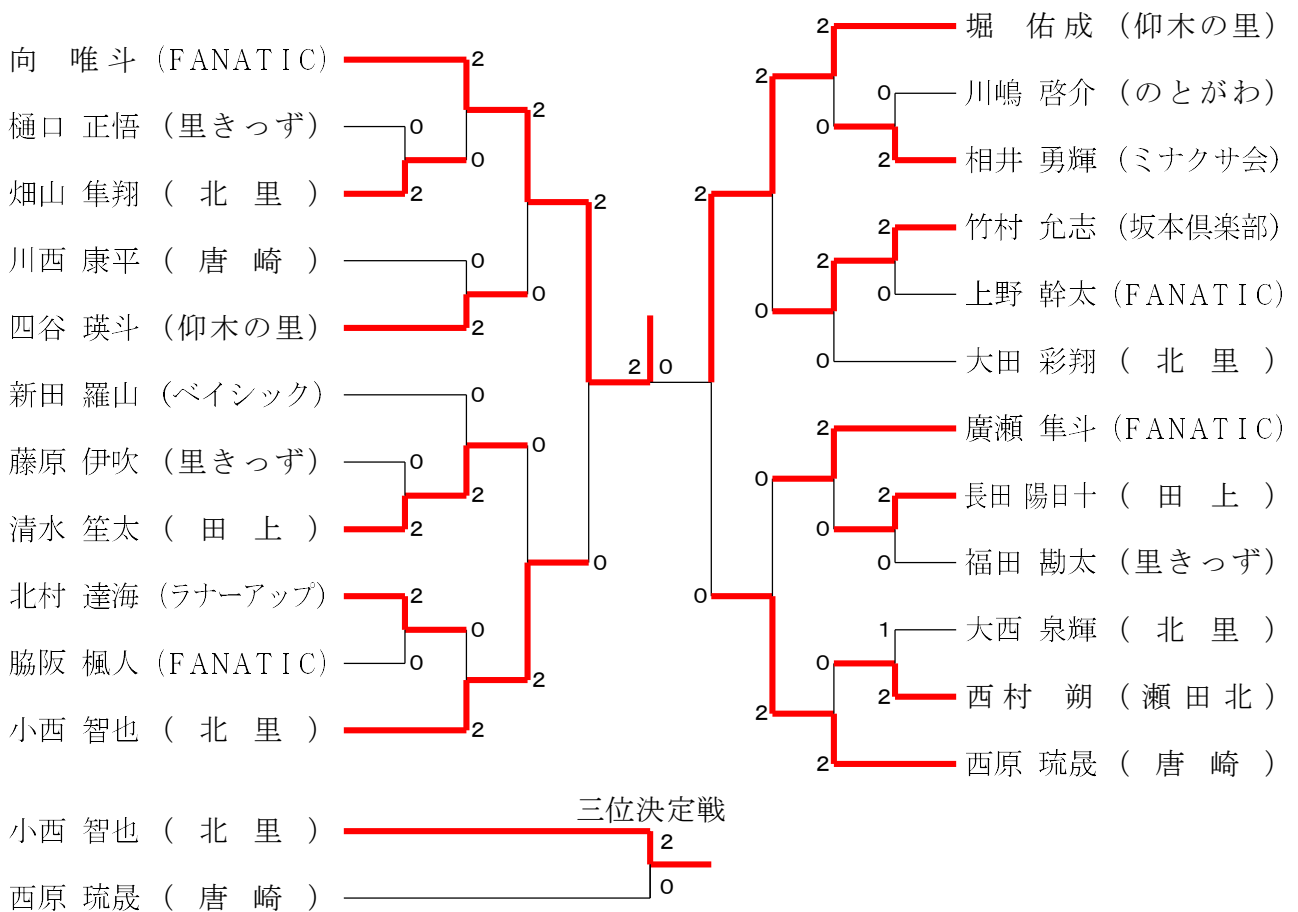 向 唯斗 (FANATIC)
2
樋口 正悟 (里きっず)
0
2
0
畑山 隼翔 ( 北 里 )
2
2
川西 康平 ( 唐 崎 )
0
0
四谷 瑛斗 (仰木の里)
2
新田 羅山 (ベイシック)
0
藤原 伊吹 (里きっず)
0
0
2
清水 笙太 ( 田 上 )
2
0
北村 達海 (ラナーアップ)
2
0
脇阪 楓人 (FANATIC)
0
2
小西 智也 ( 北 里 )
2
2 0
2
堀 佑成 (仰木の里)
2
0
川嶋 啓介 (のとがわ)
0
2
相井 勇輝 (ミナクサ会)
2
2
竹村 允志 (坂本倶楽部)
2
0
上野 幹太 (FANATIC)
0
0
大田 彩翔 ( 北 里 )
2
廣瀬 隼斗 (FANATIC)
0
2
長田 陽日十 ( 田 上 )
0
0
福田 勘太 (里きっず)
0
1
大西 泉輝 ( 北 里 )
0
2
西村 朔 (瀬田北)
2
2
西原 琉晟 ( 唐 崎 )
三位決定戦
小西 智也 ( 北 里 )
2
0
西原 琉晟 ( 唐 崎 )